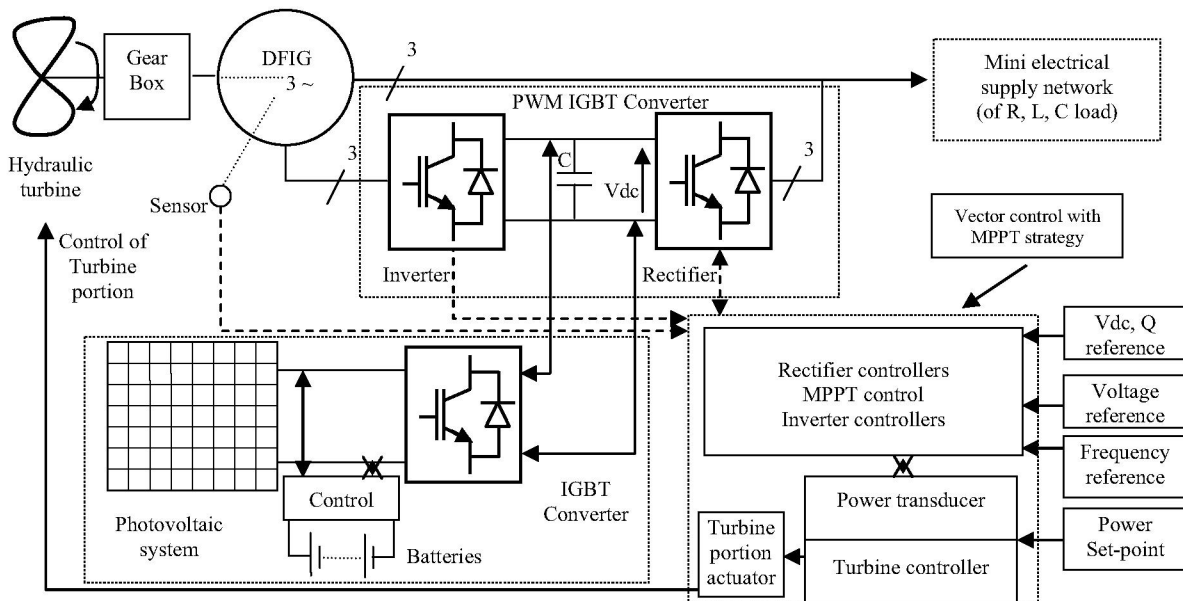 Gear
Box
DFIG
3 ~
3
Mini electrical
supply network
(of R, L, C load)
PWM IGBT Converter
3
C
Vdc
3
Hydraulic
turbine
Sensor
Inverter
Rectifier
Vector control with
MPPT strategy
Control of
Turbine
portion
Rectifier controllers
MPPT control
Inverter controllers
Vdc, Q
reference
Voltage
reference
Frequency
reference
Control
IGBT
Converter
Photovoltaic
system
Batteries
Turbine
portion
actuator
Power transducer
Turbine controller
Power
Set-point